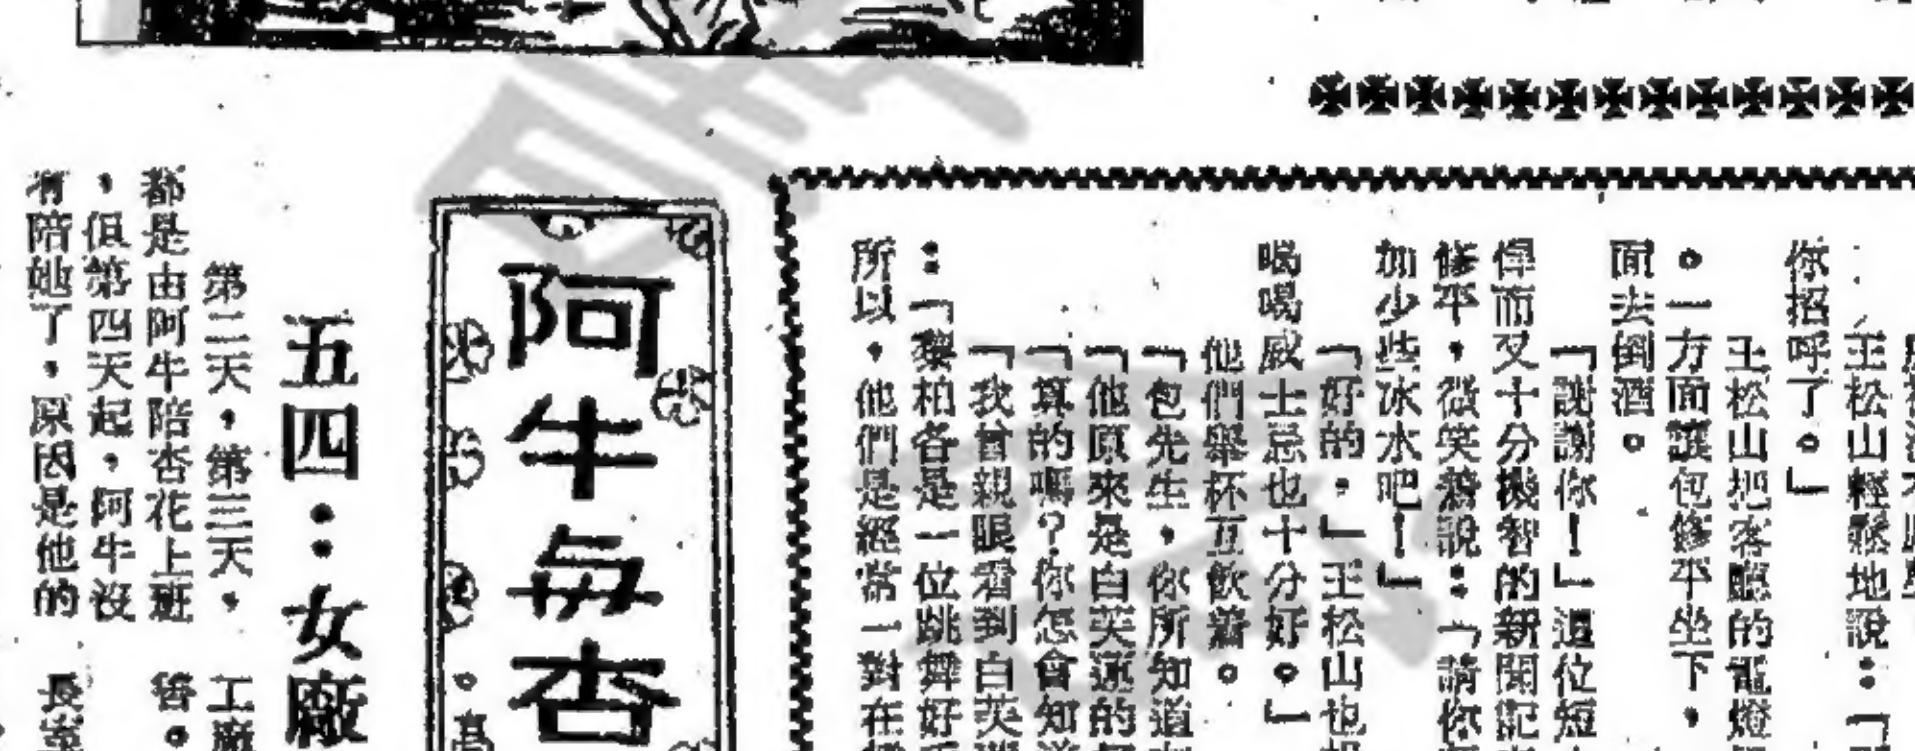 王松山輕鬆地說：「
你招呼了。」
王松山把客廳的電燈
。一方面讓包修平坐下，
面去倒酒。
「謝謝你！」這位短
悍而又十分機智的新聞記
修平，微笑着說：「請你
加少些冰水吧！」
「好的，」王松山也
喝喝威士忌也十分好。」
他們舉杯互飲着。
「包先生，你所知道
「他原來是白芙蓮的
「算的嗎？你怎會知道
「我曾親眼看到白芙
：「黎柏各是一位跳舞好
所以，他們是經常一對在
阿牛與杏
五四：女廠
第二天，第三天，
都是由阿牛陪杏花上班
，但第四天起，阿牛沒
有陪她了，原因是他的
工廠